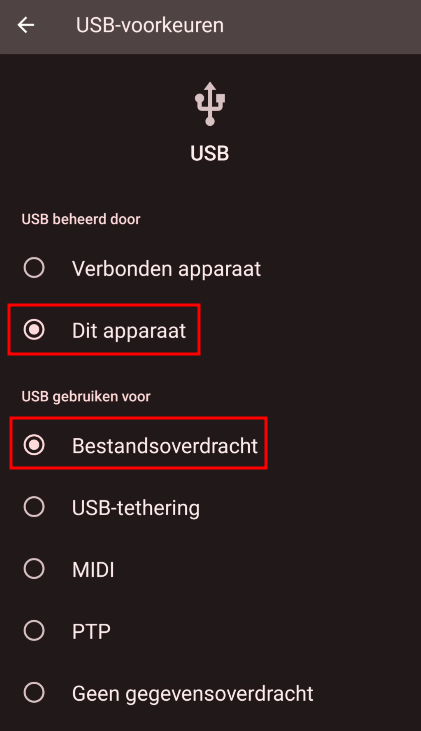 USB-voorkeuren
USB
USB beheerd door
Verbonden apparaat
Dit apparaat
USB gebruiken voor
Bestandsoverdracht
USB-tethering
MIDI
PTP
Geen gegevensoverdracht